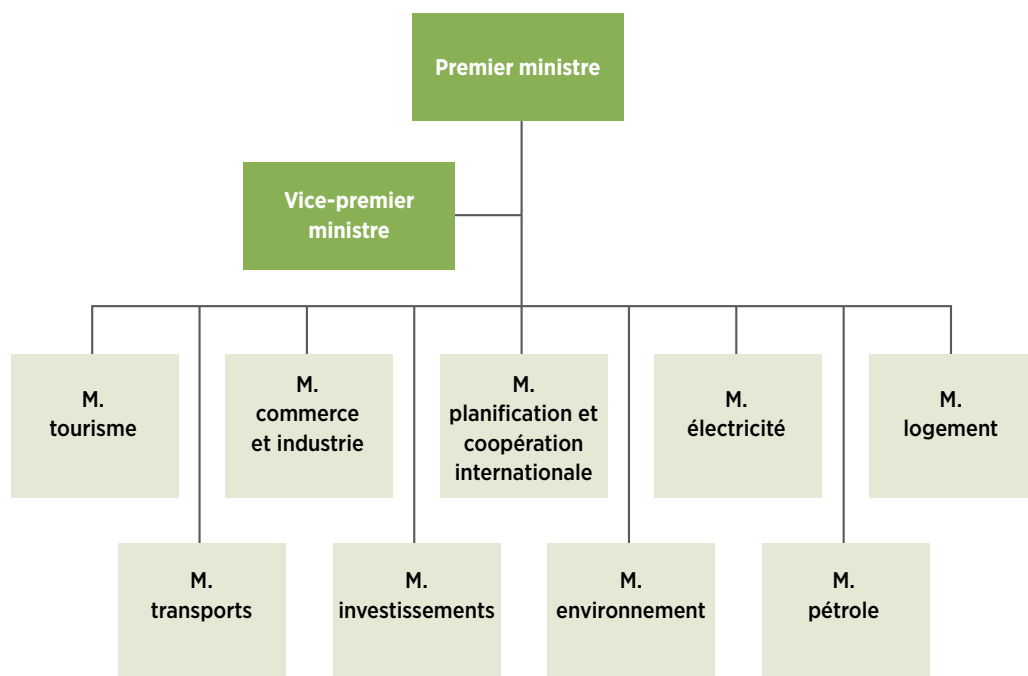 Premier ministre
Vice-premier
ministre
M.
tourisme
M.
commerce
et industrie
M.
planification et
coopération
internationale
M.
électricité
M.
logement
M.
transports
M.
investissements
M.
environnement
M.
pétrole